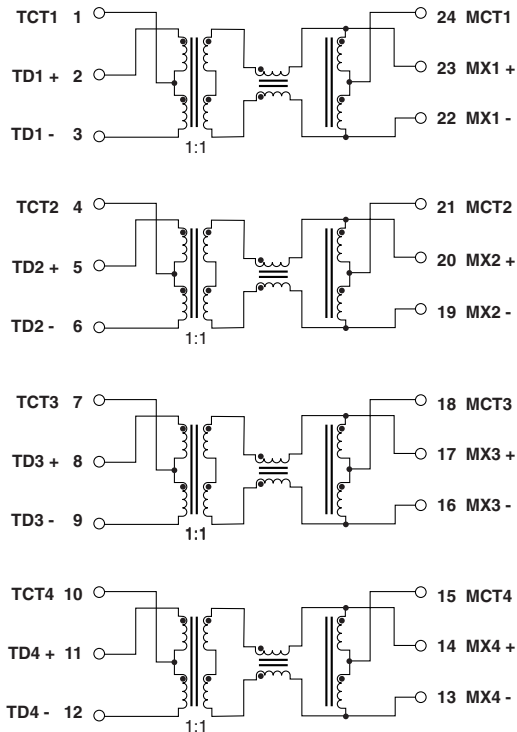 TCT1 1
24 MCT1
TD1 + 2
23 MX1 +
TD1 - 3
22 MX1 -
1:1
TCT2 4
21 MCT2
TD2 + 5
20 MX2 +
TD2 - 6
19 MX2 -
1:1
TCT3 7
18 MCT3
TD3 + 8
17 MX3 +
TD3 - 9
16 MX3 -
1:1
TCT4 10
15 MCT4
TD4 + 11
14 MX4 +
TD4 - 12
13 MX4 -
1:1